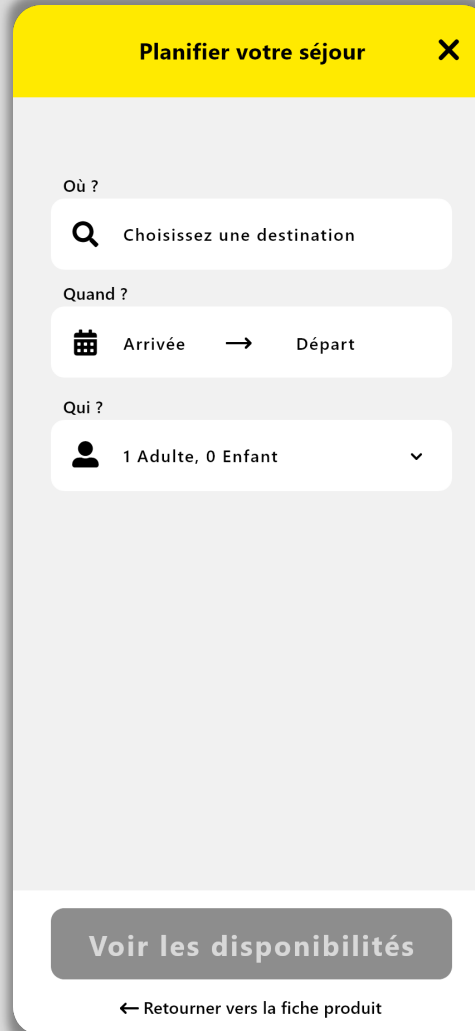 Planifier votre séjour
Où ?
Choisissez une destination
Quand ?
Arrivée → Départ
Qui ?
1 Adulte, 0 Enfant
Voir les disponibilités
← Retourner vers la fiche produit